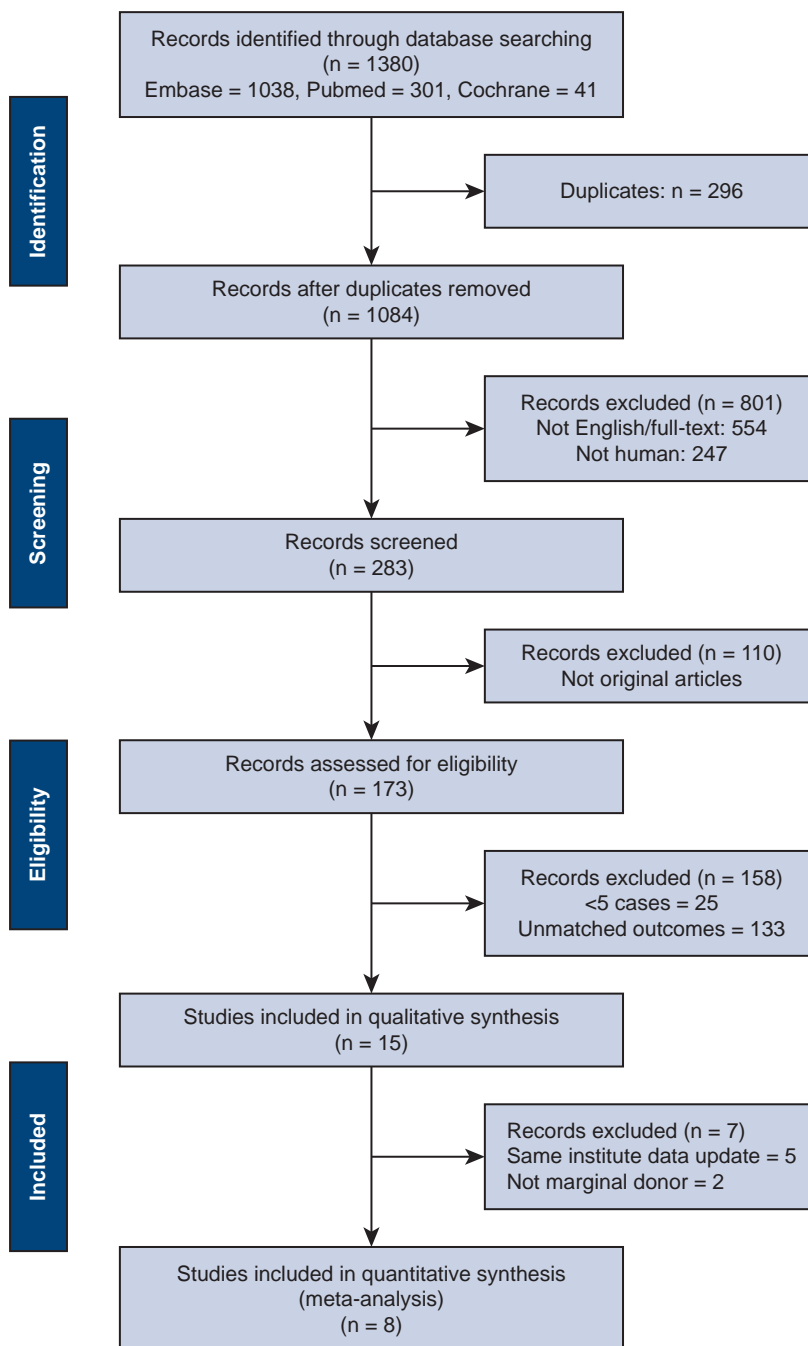 Records identified through database searching
(n = 1380)
Embase = 1038, Pubmed = 301, Cochrane = 41
Identification
Duplicates: n = 296
Records after duplicates removed
(n = 1084)
Records excluded (n = 801)
Not English/full-text: 554
Not human: 247
Screening
Records screened
(n = 283)
Records excluded (n = 110)
Not original articles
Records assessed for eligibility
(n = 173)
Eligibility
Records excluded (n = 158)
<5 cases = 25
Unmatched outcomes = 133
Studies included in qualitative synthesis
(n = 15)
Included
Records excluded (n = 7)
Same institute data update = 5
Not marginal donor = 2
Studies included in quantitative synthesis
(meta-analysis)
(n = 8)